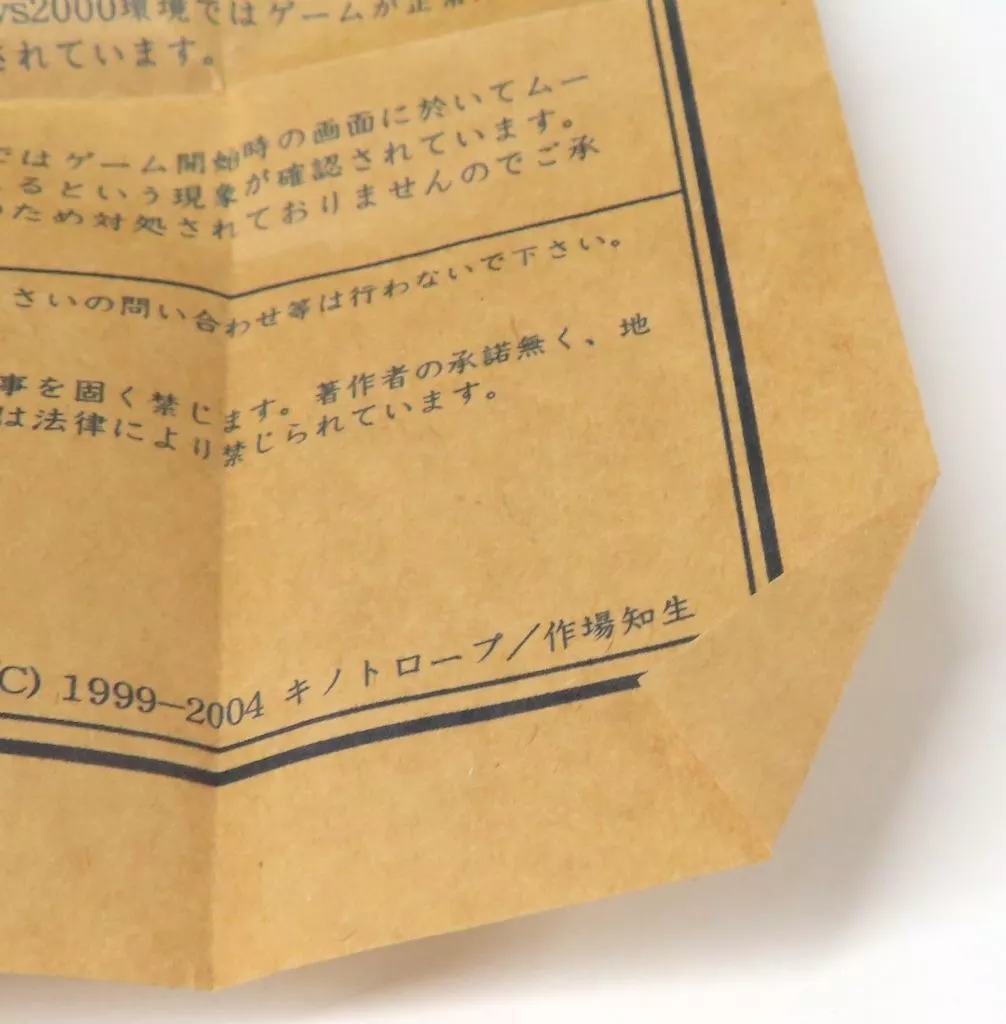 ws2000環境ではゲームが正常
されています。
ではゲーム開始時の画面に於いてムー
るという現象が確認されています。
ため対処されておりませんのでご承
さいの問い合わせ等は行わないで下さい。
事を固く禁じます。著作者の承諾無く、地
は法律により禁じられています。
(C) 1999−2004 キノトロープ／作場知生